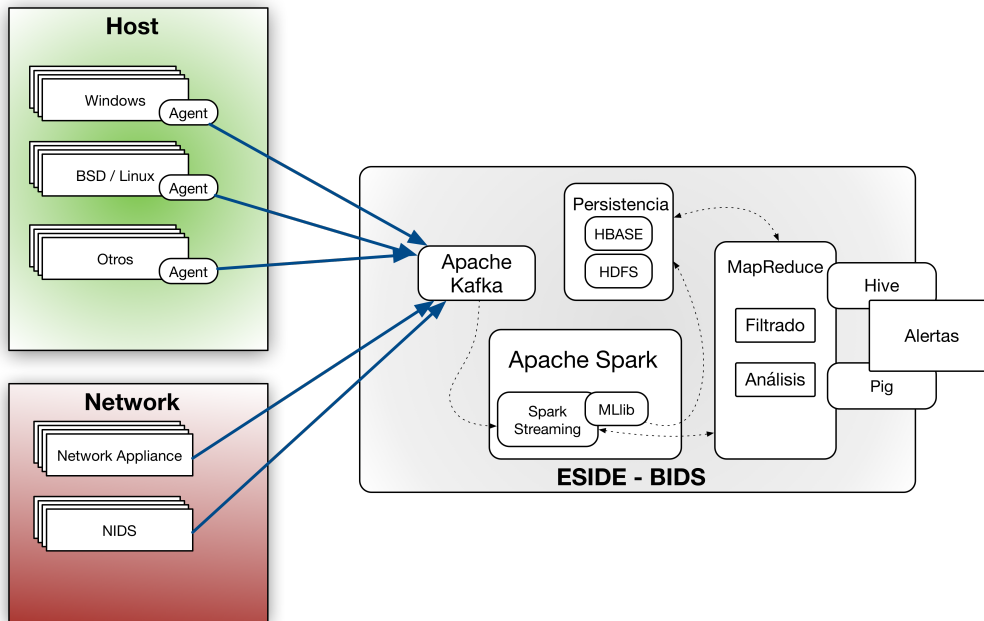 Host
Windows
Agent
BSD / Linux
Agent
Otros
Agent
Network
Network Appliance
NIDS
Apache
Kafka
Persistencia
HBASE
HDFS
Apache Spark
Spark
Streaming
MLlib
MapReduce
Filtrado
Análisis
Hive
Alertas
Pig
ESIDE - BIDS